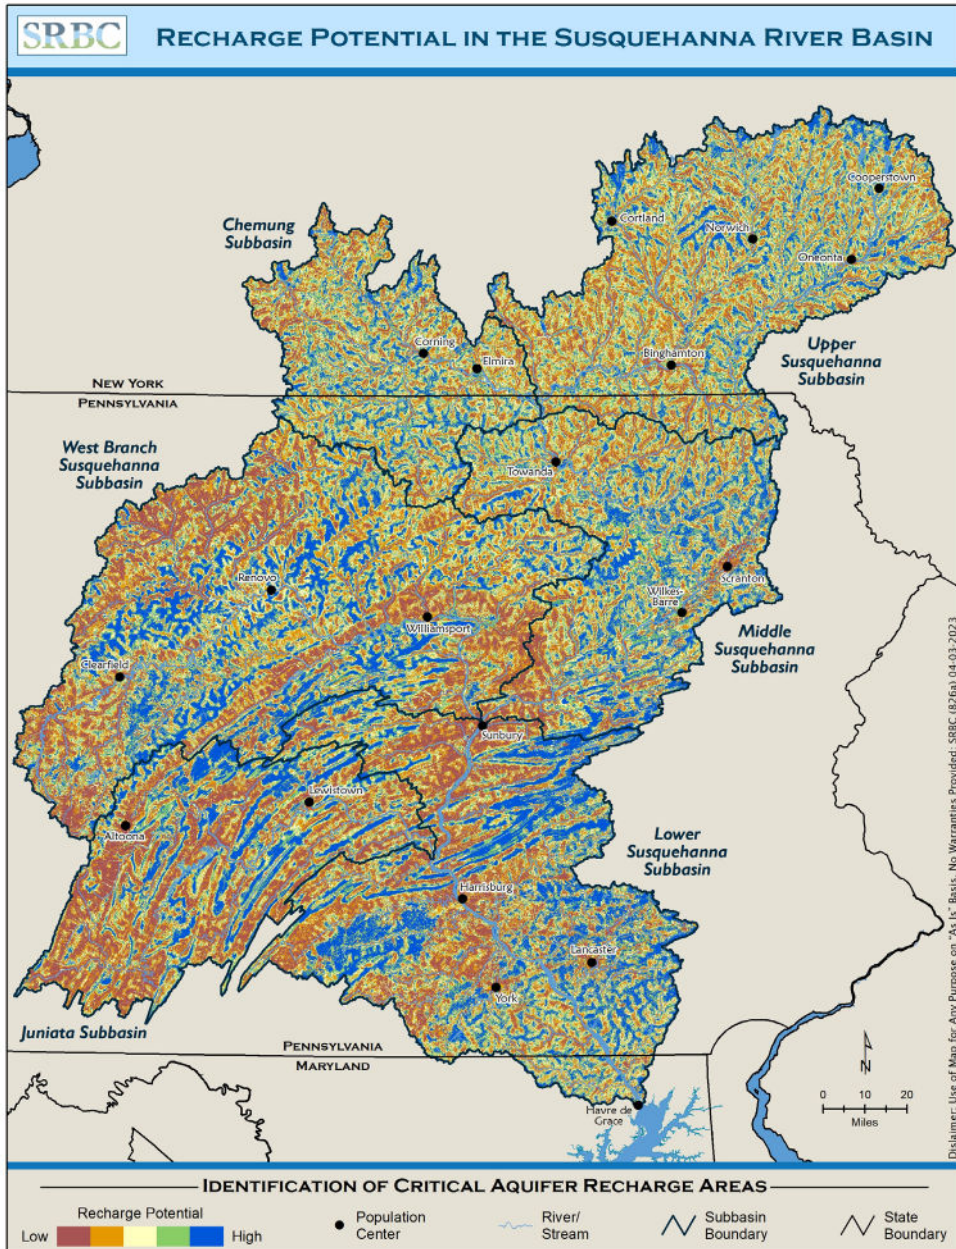 SRBC
RECHARGE POTENTIAL IN THE SUSQUEHANNA RIVER BASIN
Cooperstown
Chemung
Subbasin
Cortland
Norwich
Oneonta
Corning
Elmira
Binghamton
Upper
Susquehanna
Subbasin
NEW YORK
PENNSYLVANIA
West Branch
Susquehanna
Subbasin
Towanda
Renovo
Scranton
Wilkes-
Barre
Williamsport
Middle
Susquehanna
Subbasin
Clearfield
Sunbury
Lewistown
Altoona
Lower
Susquehanna
Subbasin
Harrisburg
Lancaster
York
Juniata Subbasin
PENNSYLVANIA
MARYLAND
Havre de
Grace
N
0 10 20
Miles
Dislaimer: Use of Map for Any Purpose on "As Is" Basis. No Warranties Provided; SRBC (826a) 04-03-2023
IDENTIFICATION OF CRITICAL AQUIFER RECHARGE AREAS
Recharge Potential
Low High
Population
Center
River/
Stream
Subbasin
Boundary
State
Boundary